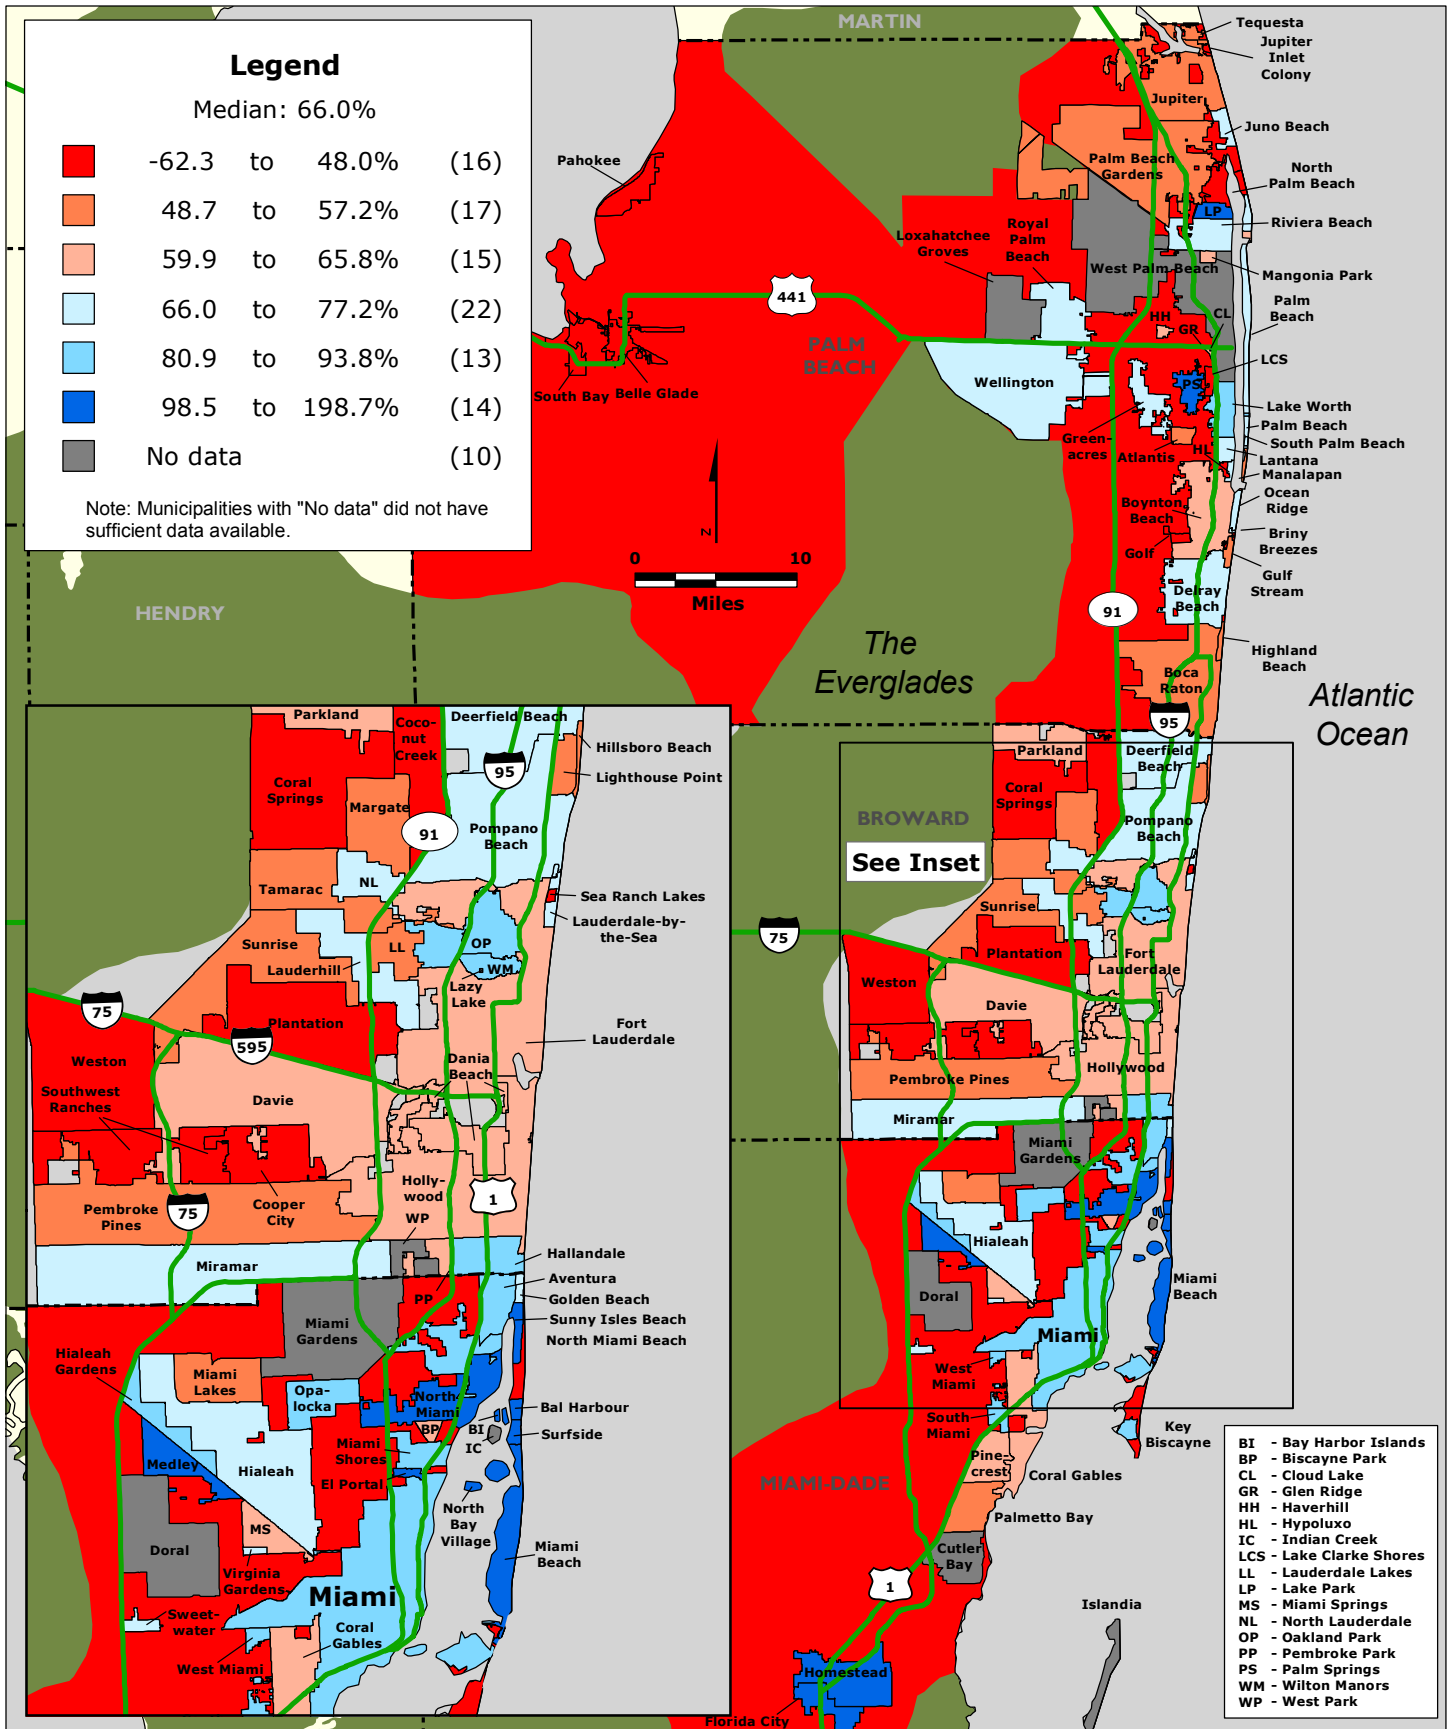 Legend
Median: 66.0%
-62.3 to 48.0% (16)
48.7 to 57.2% (17)
59.9 to 65.8% (15)
66.0 to 77.2% (22)
80.9 to 93.8% (13)
98.5 to 198.7% (14)
No data (10)
Note: Municipalities with "No data" did not have
sufficient data available.
MARTIN
HENDRY
PALM
BEACH
BROWARD
MIAMI-DADE
The
Everglades
Atlantic
Ocean
N
0 10
Miles
See Inset
Tequesta
Jupiter
Inlet
Colony
Jupiter
Juno Beach
North
Palm Beach
Palm Beach
Gardens
LP
Riviera Beach
Pahokee
Loxahatchee
Groves
Royal
Palm
Beach
West Palm Beach
Mangonia Park
Palm
Beach
441
HH
GR
CL
LCS
South Bay
Belle Glade
Wellington
PS
Lake Worth
Palm Beach
South Palm Beach
Green-
acres
Atlantis
HL
Lantana
Manalapan
Ocean
Ridge
Boynton
Beach
Golf
Briny
Breezes
Gulf
Stream
Delray
Beach
91
Highland
Beach
Boca
Raton
95
Parkland
Deerfield
Beach
Coral
Springs
Pompano
Beach
Sunrise
75
Plantation
Fort
Lauderdale
Weston
Davie
Hollywood
Pembroke Pines
Miramar
Miami
Gardens
Hialeah
Doral
Miami
Beach
Miami
West
Miami
South
Miami
Key
Biscayne
Pine-
crest
Coral Gables
Palmetto Bay
Cutler
Bay
1
Islandia
Homestead
Florida City
Parkland
Coco-
nut
Creek
Deerfield Beach
Hillsboro Beach
95
Lighthouse Point
Coral
Springs
Margate
91
Pompano
Beach
Tamarac
NL
Sea Ranch Lakes
Lauderdale-by-
the-Sea
Sunrise
LL
OP
Lauderhill
WM
Lazy
Lake
75
Plantation
595
Fort
Lauderdale
Weston
Dania
Beach
Southwest
Ranches
Davie
Holly-
wood
1
Pembroke
Pines
75
Cooper
City
WP
Miramar
Hallandale
Aventura
Golden Beach
PP
Sunny Isles Beach
Miami
Gardens
North Miami Beach
Hialeah
Gardens
Miami
Lakes
Opa-
locka
North
Miami
Bal Harbour
BP
BI
IC
Surfside
Miami
Shores
Medley
Hialeah
El Portal
North
Bay
Village
MS
Doral
Miami
Beach
Virginia
Gardens
Miami
Sweet-
water
Coral
Gables
West Miami
BI - Bay Harbor Islands
BP - Biscayne Park
CL - Cloud Lake
GR - Glen Ridge
HH - Haverhill
HL - Hypoluxo
IC - Indian Creek
LCS - Lake Clarke Shores
LL - Lauderdale Lakes
LP - Lake Park
MS - Miami Springs
NL - North Lauderdale
OP - Oakland Park
PP - Pembroke Park
PS - Palm Springs
WM - Wilton Manors
WP - West Park